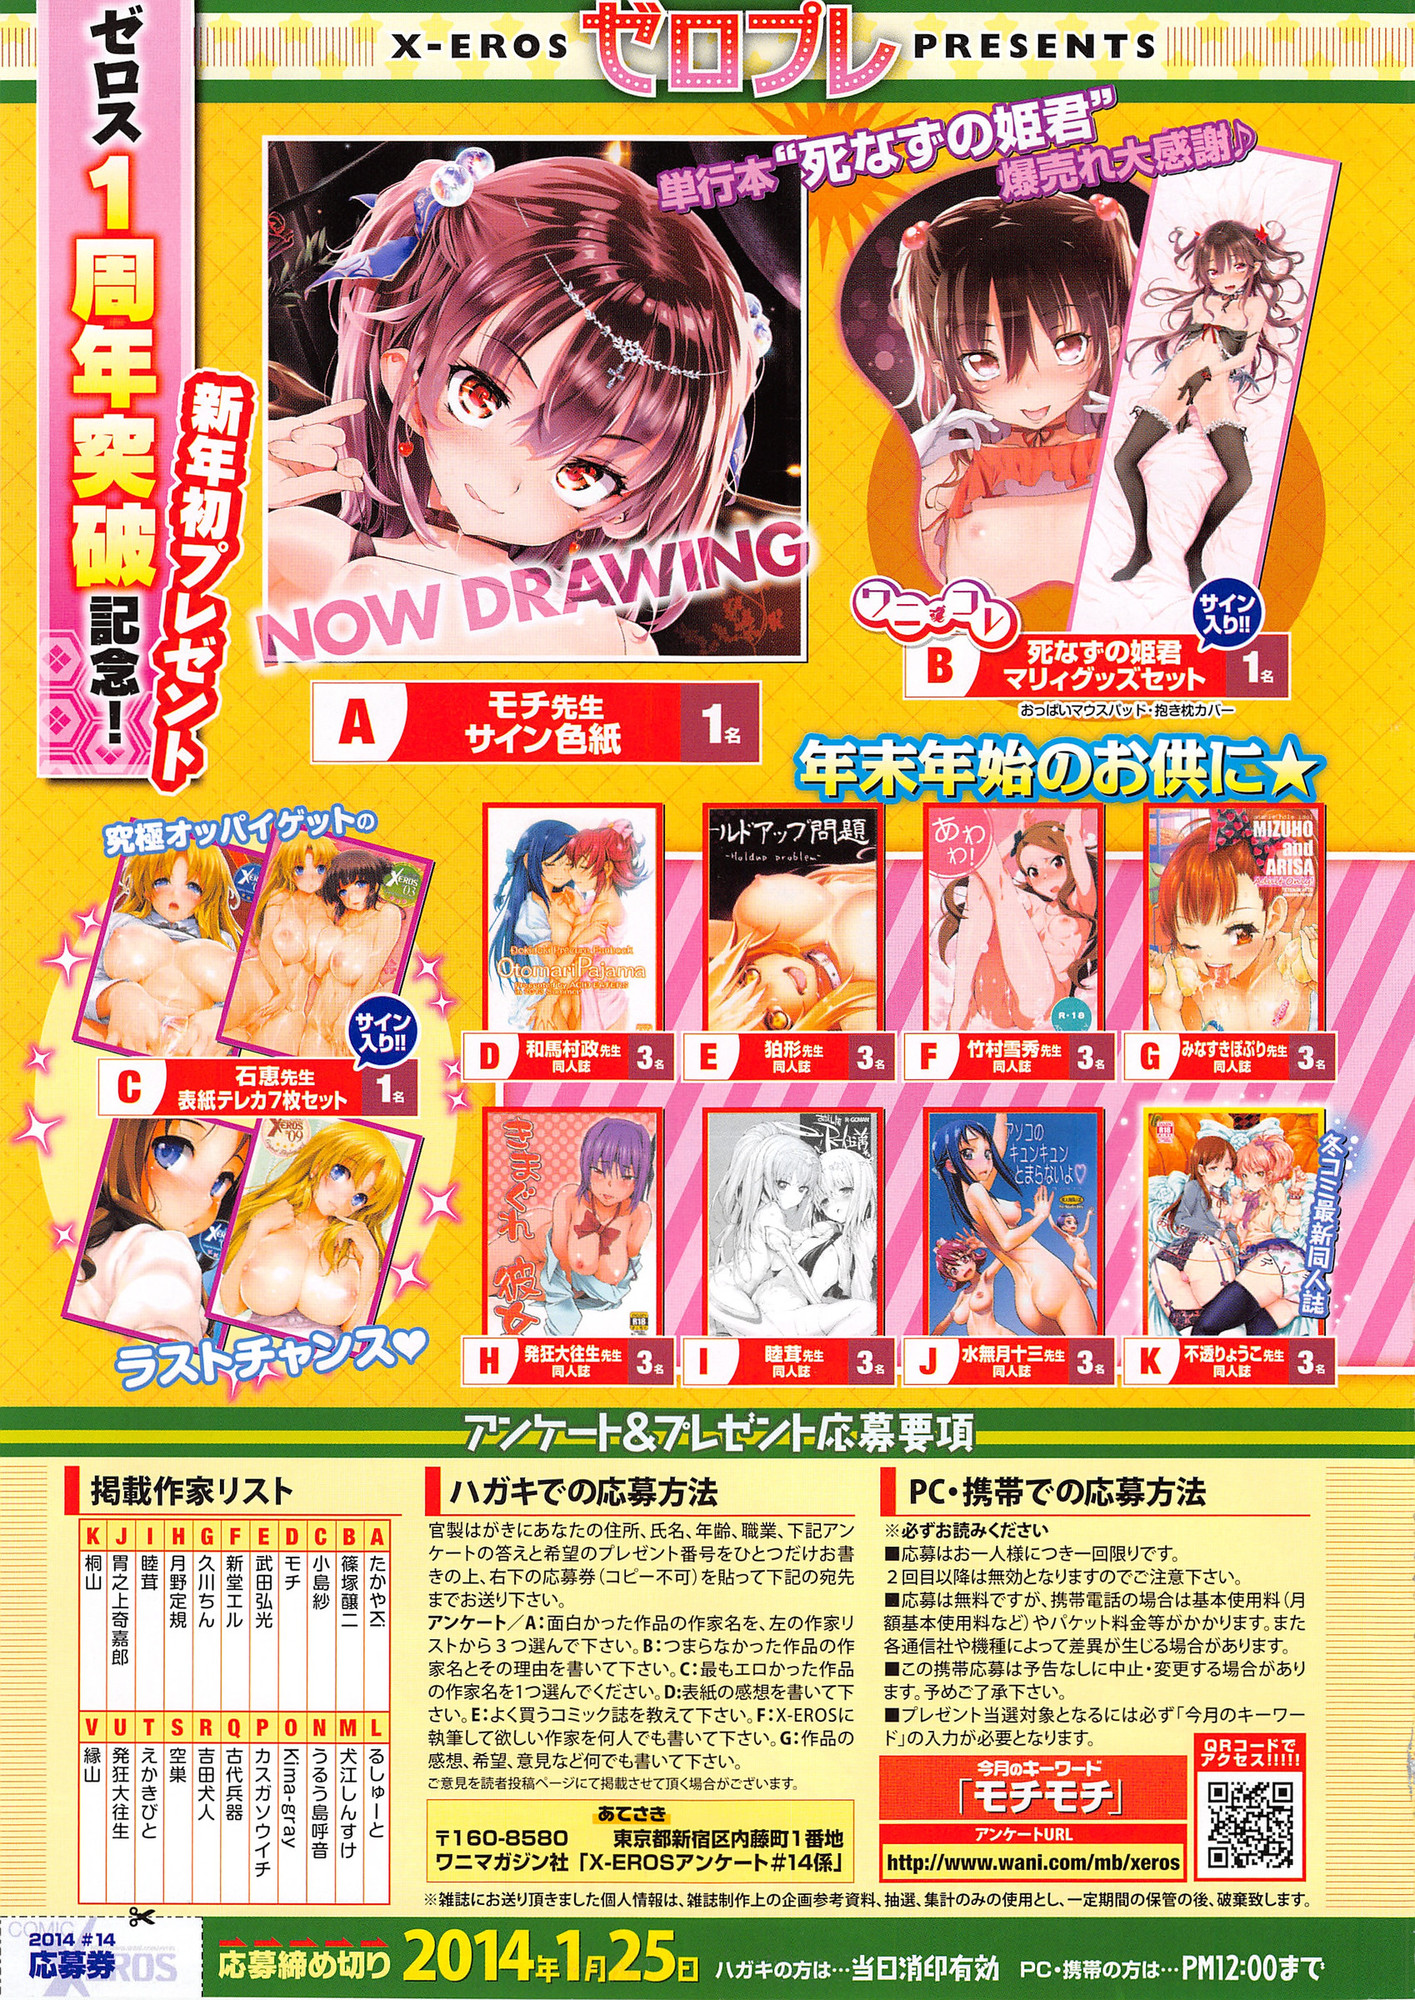 X-EROS ゼロプレ PRESENTS
ゼロス1周年突破記念！
新年初プレゼント
単行本“死なずの姫君”
爆売れ大感謝♪
NOW DRAWING
A モチ先生 サイン色紙 1名
ワニコレ
サイン入り!!
B 死なずの姫君 マリィグッズセット 1名
おっぱいマウスパッド・抱き枕カバー
年末年始のお供に★
究極オッパイゲットの
サイン入り!!
C 石恵先生 表紙テレカ7枚セット 1名
ラストチャンス♥
OtomariPajama
ールドアップ問題
-Holdup problem-
あわわ!
R-18
MIZUHO
and
ARISA
D 和馬村政先生 同人誌 3名
E 狛形先生 同人誌 3名
F 竹村雪秀先生 同人誌 3名
G みなすきぽぷり先生 同人誌 3名
きまぐれ彼女
アソコの
キュンキュン
とまらないよ♡
冬コミ最新同人誌
H 発狂大往生先生 同人誌 3名
I 睦茸先生 同人誌 3名
J 水無月十三先生 同人誌 3名
K 不透りょうこ先生 同人誌 3名
アンケート&プレゼント応募要項
掲載作家リスト
A たかやKi
B 篠塚醸二
C 小島紗
D モチ
E 武田弘光
F 新堂エル
G 久川ちん
H 月野定規
I 睦茸
J 胃之上奇嘉郎
K 桐山
L るしゅーと
M 犬江しんすけ
N うるう島呼音
O Kima-gray
P カスガソウイチ
Q 古代兵器
R 吉田犬人
S 空巣
T えかきびと
U 発狂大往生
V 縁山
ハガキでの応募方法
官製はがきにあなたの住所、氏名、年齢、職業、下記アン
ケートの答えと希望のプレゼント番号をひとつだけお書
きの上、右下の応募券（コピー不可）を貼って下記の宛先
までお送り下さい。
アンケート／A：面白かった作品の作家名を、左の作家リ
ストから３つ選んで下さい。B：つまらなかった作品の作
家名とその理由を書いて下さい。C：最もエロかった作品
の作家名を1つ選んでください。D:表紙の感想を書いて下
さい。E：よく買うコミック誌を教えて下さい。F：X-EROSに
執筆して欲しい作家を何人でも書いて下さい。G：作品の
感想、希望、意見など何でも書いて下さい。
ご意見を読者投稿ページにて掲載させて頂く場合がございます。
あてさき
〒160-8580 東京都新宿区内藤町1番地
ワニマガジン社「X-EROSアンケート#14係」
PC・携帯での応募方法
※必ずお読みください
■応募はお一人様につき一回限りです。
２回目以降は無効となりますのでご注意下さい。
■応募は無料ですが、携帯電話の場合は基本使用料（月
額基本使用料など）やパケット料金等がかかります。また
各通信社や機種によって差異が生じる場合があります。
■この携帯応募は予告なしに中止・変更する場合があり
ます。予めご了承下さい。
■プレゼント当選対象となるには必ず「今月のキーワー
ド」の入力が必要となります。
今月のキーワード
「モチモチ」
アンケートURL
http://www.wani.com/mb/xeros
QRコードで
アクセス!!!!!
※雑誌にお送り頂きました個人情報は、雑誌制作上の企画参考資料、抽選、集計のみの使用とし、一定期間の保管の後、破棄致します。
COMIC X-EROS
2014 #14
応募券
応募締め切り 2014年1月25日 ハガキの方は…当日消印有効 PC・携帯の方は…PM12:00まで